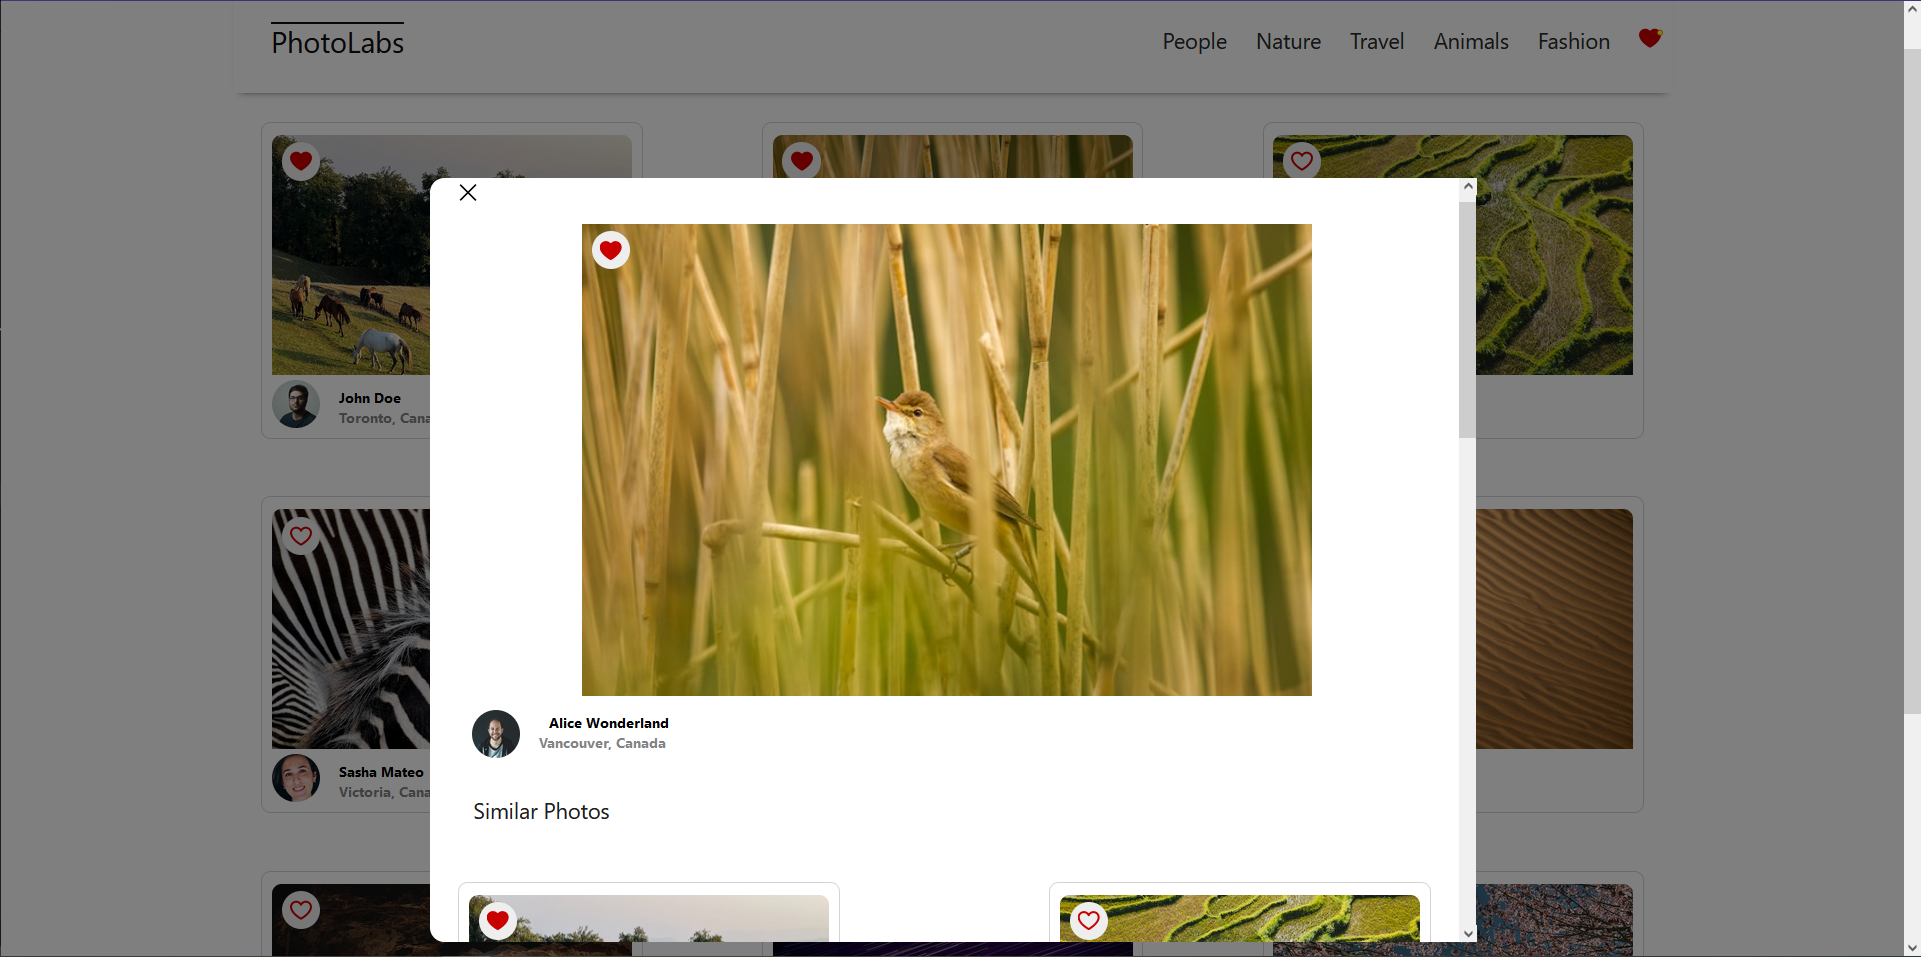 PhotoLabs
People Nature Travel Animals Fashion
John Doe
Toronto, Cana
Sasha Mateo
Victoria, Cana
Alice Wonderland
Vancouver, Canada
Similar Photos